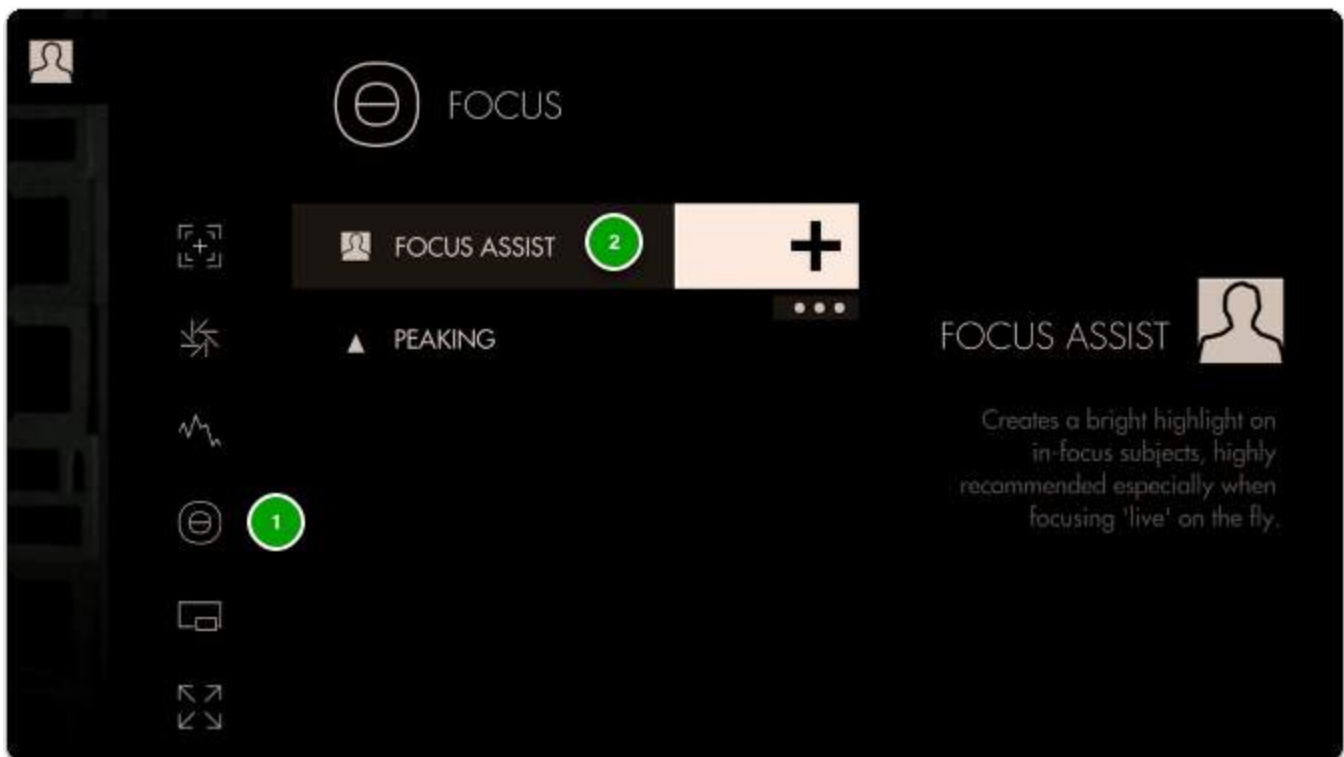 FOCUS
FOCUS ASSIST
2
PEAKING
FOCUS ASSIST
Creates a bright highlight on
in-focus subjects, highly
recommended especially when
focusing 'live' on the fly.
1